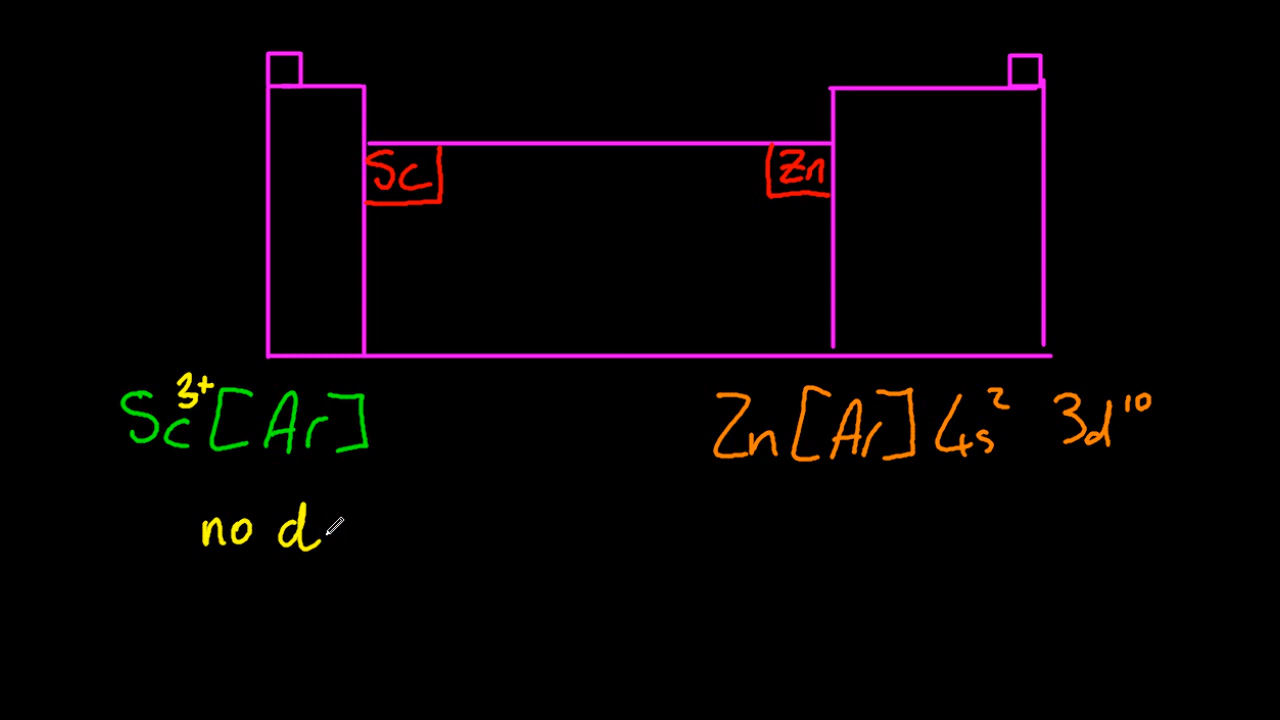 Sc Zn
Sc³⁺ [Ar] Zn [Ar] 4s² 3d¹⁰
no d